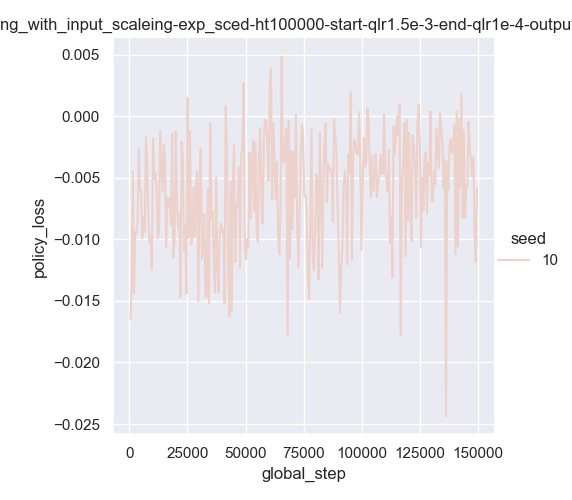 ng_with_input_scaleing-exp_sced-ht100000-start-qlr1.5e-3-end-qlr1e-4-output
0.005
0.000
−0.005
−0.010
−0.015
−0.020
−0.025
policy_loss
0 25000 50000 75000 100000 125000 150000
global_step
seed
10